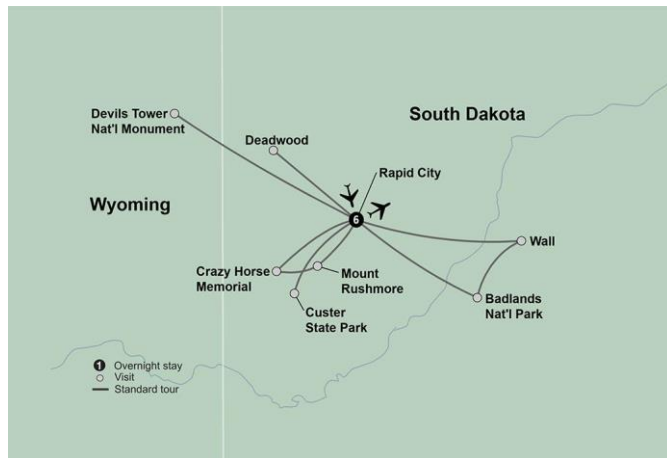 South Dakota
Devils Tower
Nat'l Monument
Deadwood
Rapid City
Wyoming
6
Wall
Crazy Horse
Memorial
Mount
Rushmore
Badlands
Nat'l Park
Custer
State Park
1 Overnight stay
Visit
Standard tour